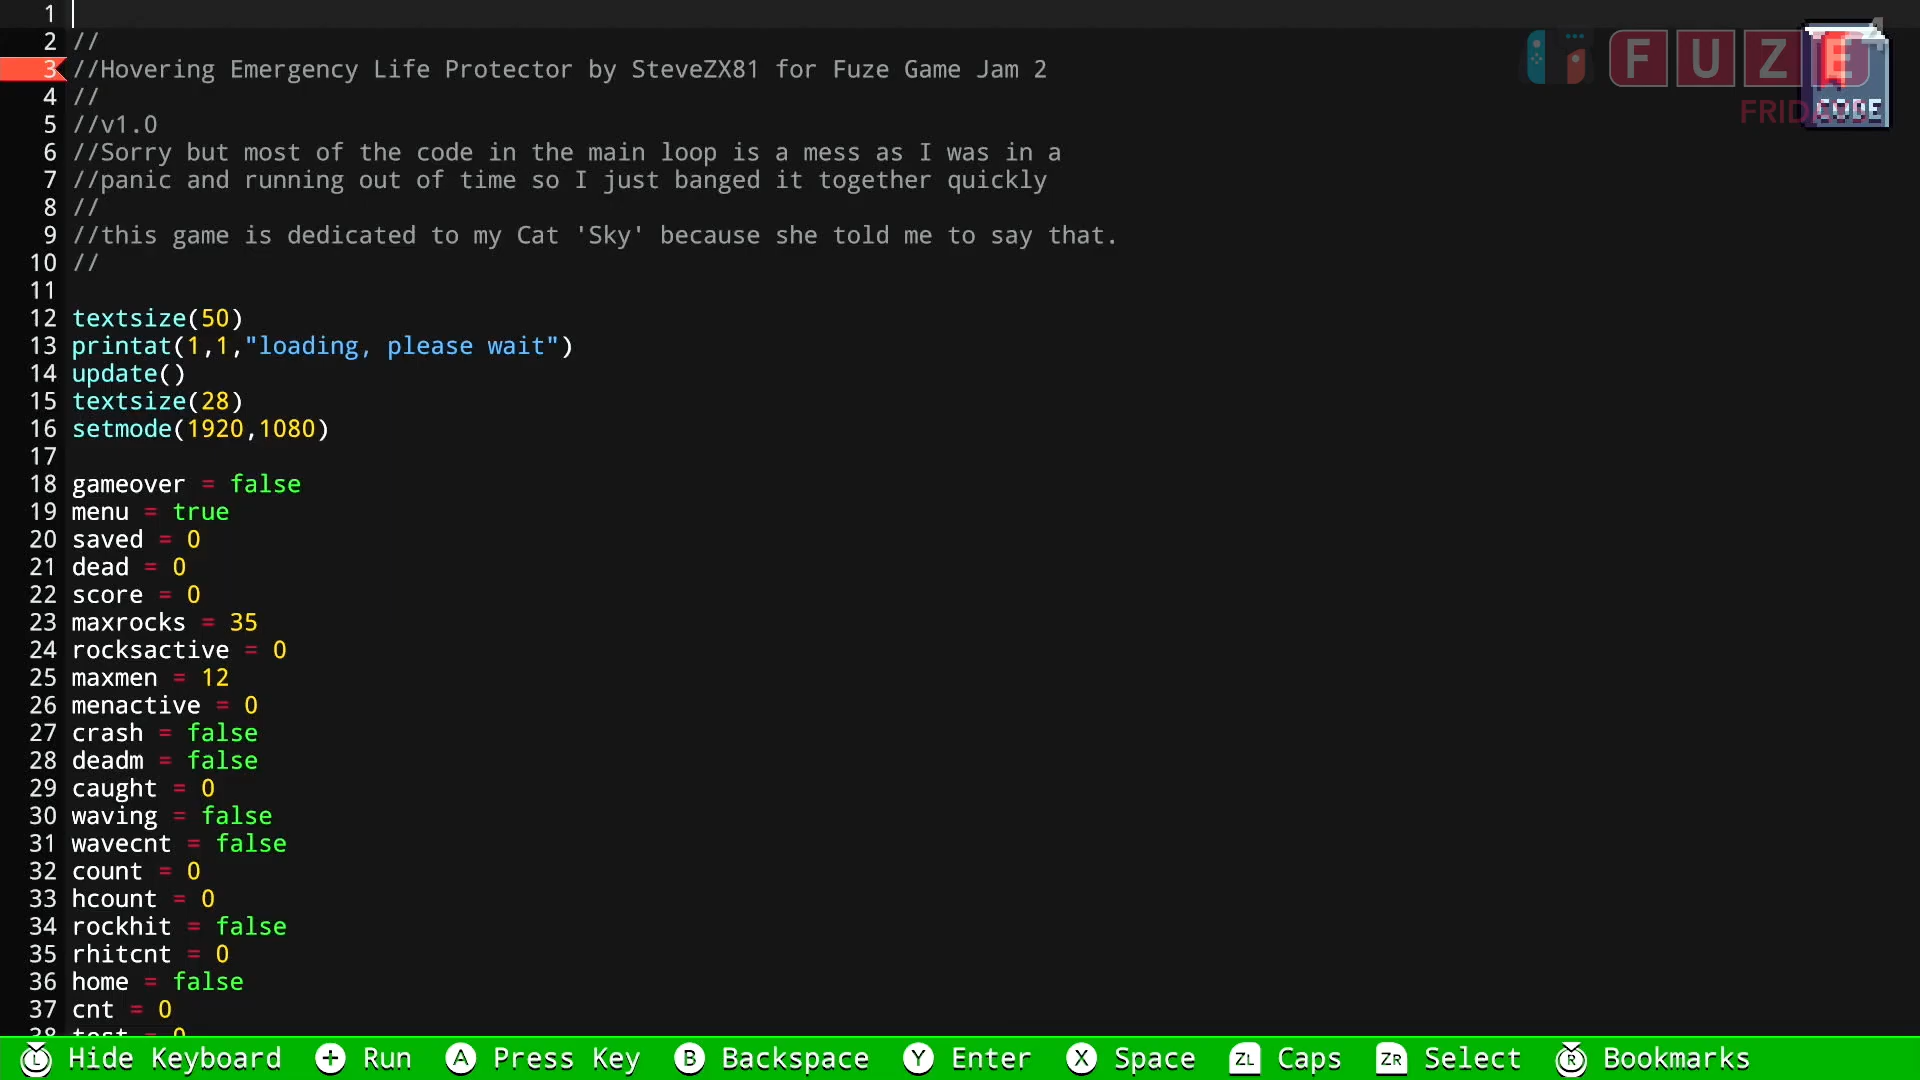 1
2 //
3 //Hovering Emergency Life Protector by SteveZX81 for Fuze Game Jam 2
4 //
5 //v1.0
6 //Sorry but most of the code in the main loop is a mess as I was in a
7 //panic and running out of time so I just banged it together quickly
8 //
9 //this game is dedicated to my Cat 'Sky' because she told me to say that.
10 //
11
12 textsize(50)
13 printat(1,1,"loading, please wait")
14 update()
15 textsize(28)
16 setmode(1920,1080)
17
18 gameover = false
19 menu = true
20 saved = 0
21 dead = 0
22 score = 0
23 maxrocks = 35
24 rocksactive = 0
25 maxmen = 12
26 menactive = 0
27 crash = false
28 deadm = false
29 caught = 0
30 waving = false
31 wavecnt = false
32 count = 0
33 hcount = 0
34 rockhit = false
35 rhitcnt = 0
36 home = false
37 cnt = 0
38 test = 0
FUZE
CODE
L Hide Keyboard + Run A Press Key B Backspace Y Enter X Space ZL Caps ZR Select R Bookmarks